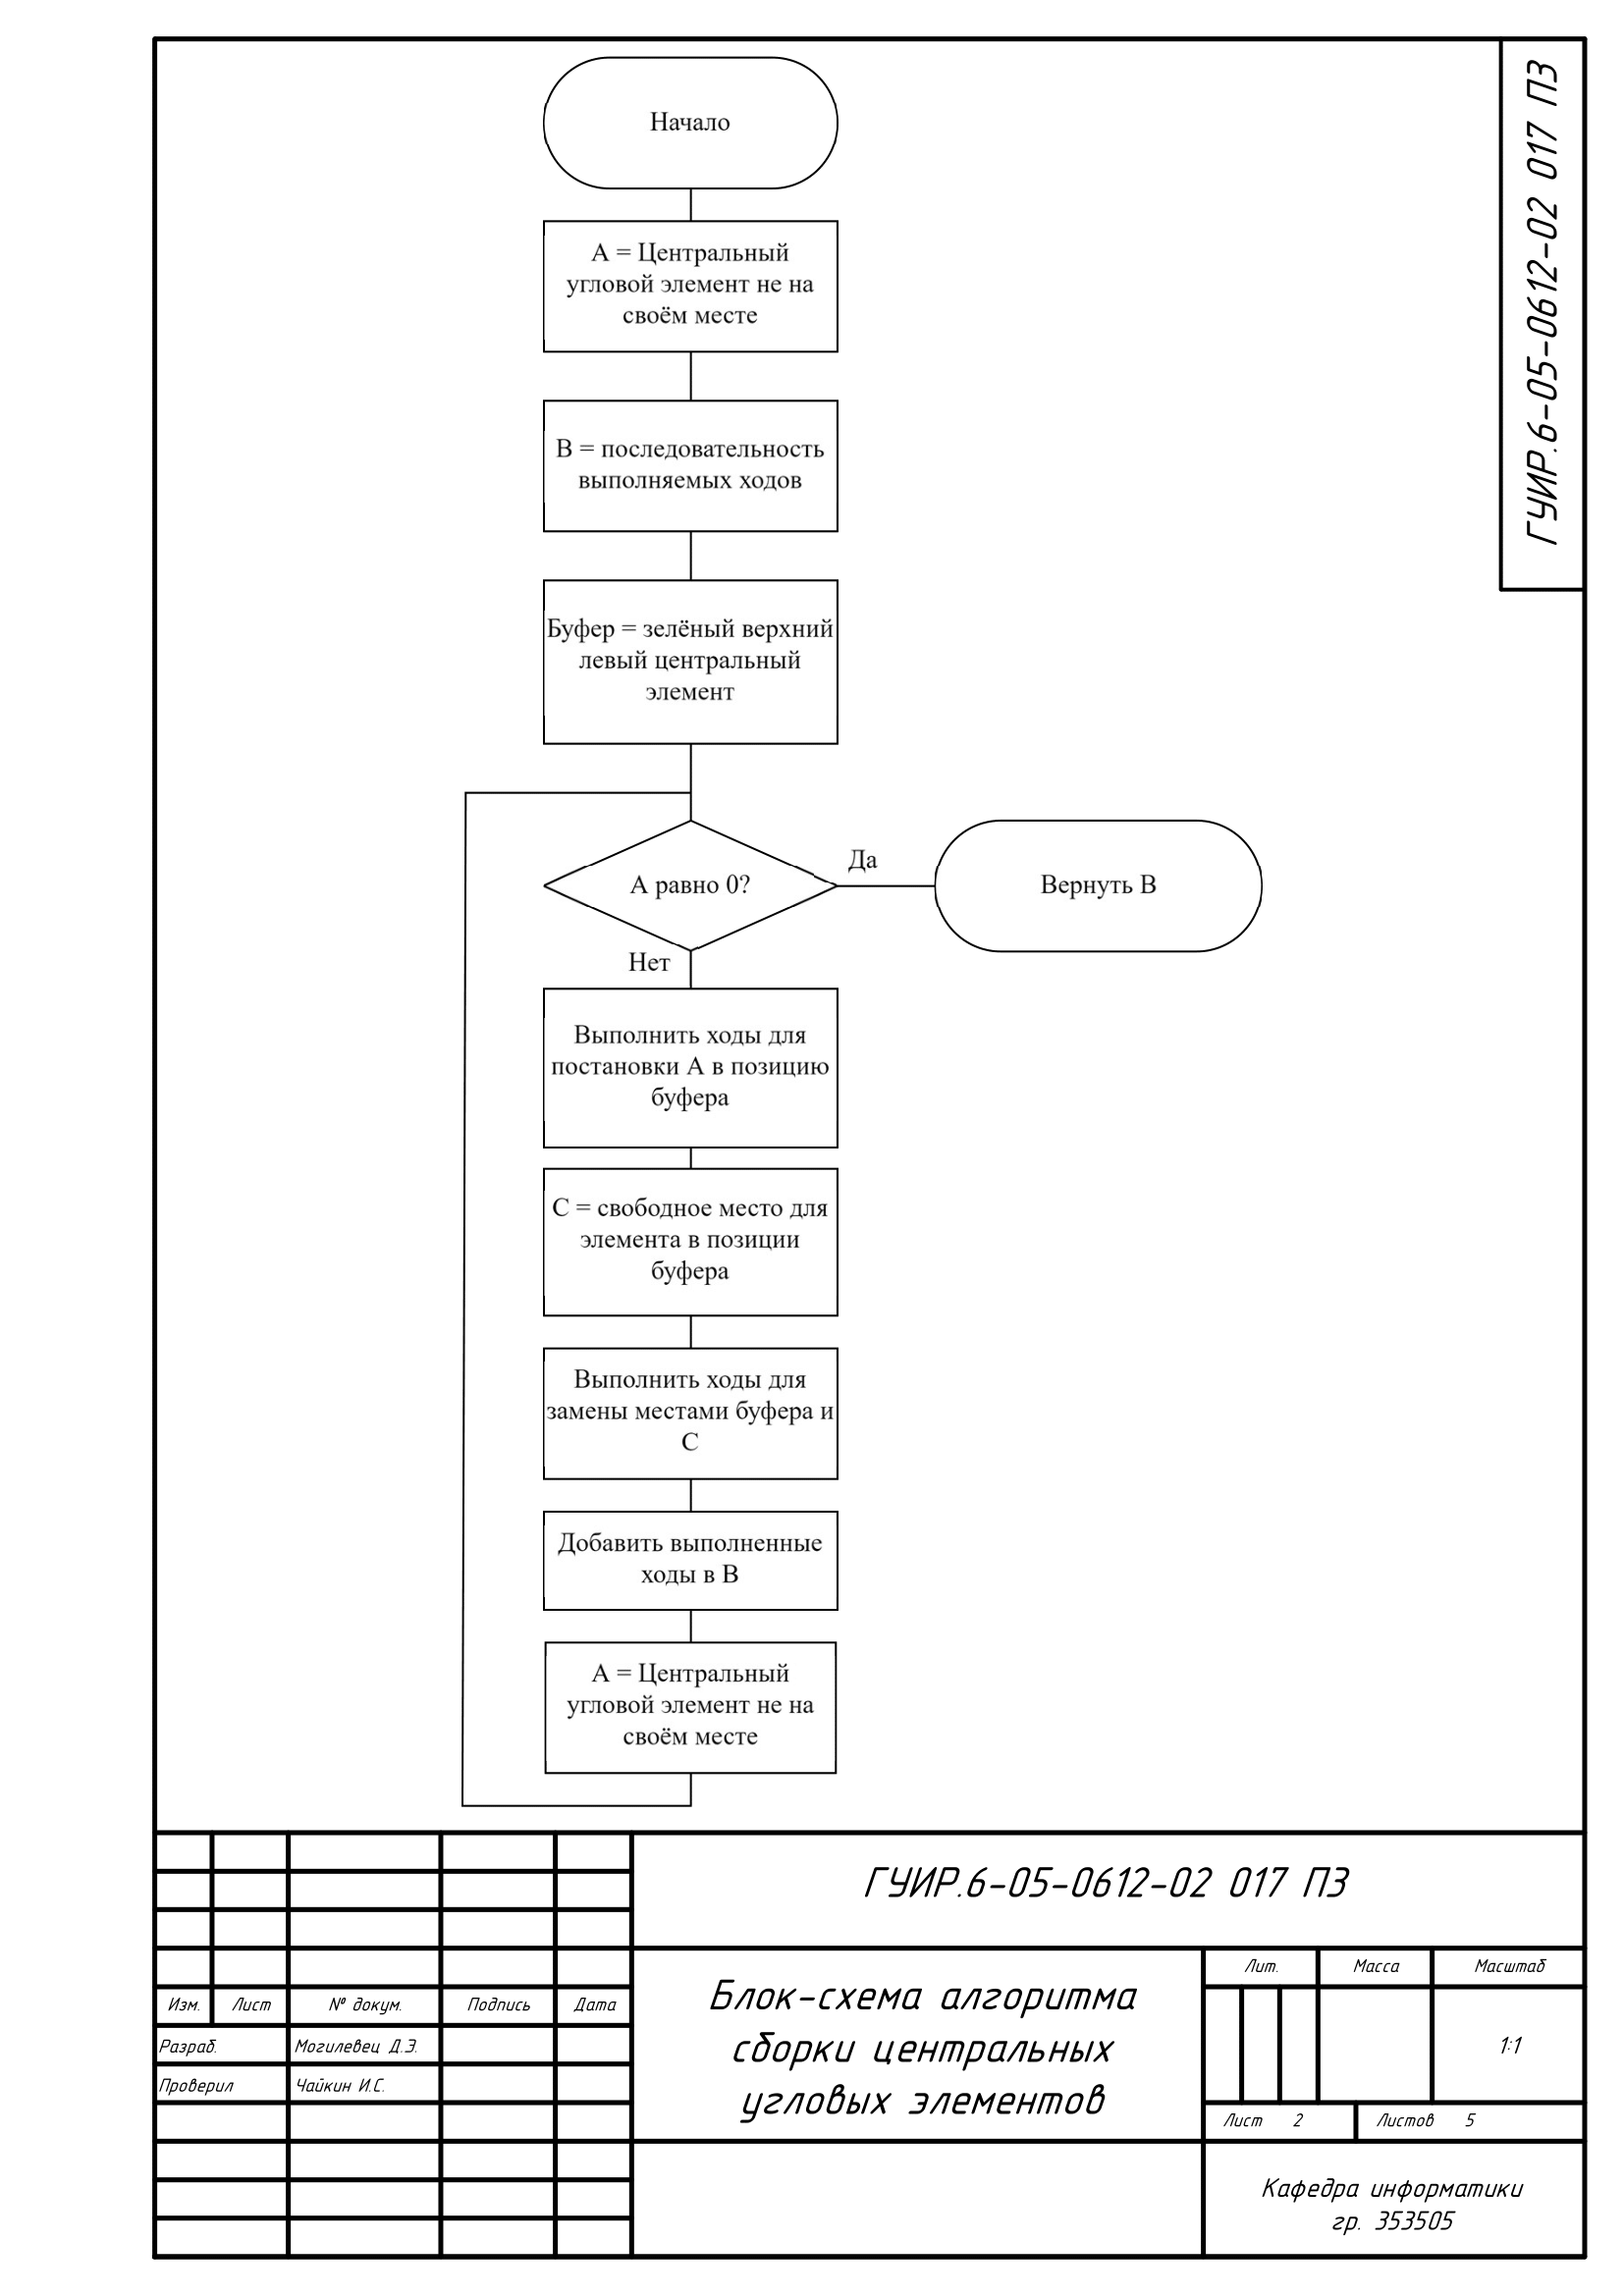 Начало
ГУИР.6-05-0612-02 017 ПЗ
А = Центральный
угловой элемент не на
своём месте
В = последовательность
выполняемых ходов
Буфер = зелёный верхний
левый центральный
элемент
А равно 0?
Да
Вернуть В
Нет
Выполнить ходы для
постановки А в позицию
буфера
С = свободное место для
элемента в позиции
буфера
Выполнить ходы для
замены местами буфера и
С
Добавить выполненные
ходы в В
А = Центральный
угловой элемент не на
своём месте
ГУИР.6-05-0612-02 017 ПЗ
Изм. Лист № докум. Подпись Дата
Разраб. Могилевец Д.Э.
Проверил Чайкин И.С.
Блок-схема алгоритма
сборки центральных
угловых элементов
Лит. Масса Масштаб
1:1
Лист 2 Листов 5
Кафедра информатики
гр. 353505